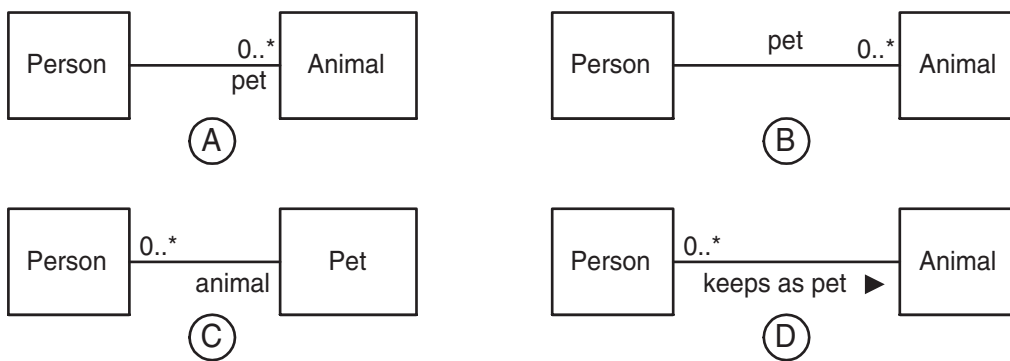 Person 0..* pet Animal
A
Person pet 0..* Animal
B
Person 0..* animal Pet
C
Person 0..* keeps as pet ► Animal
D